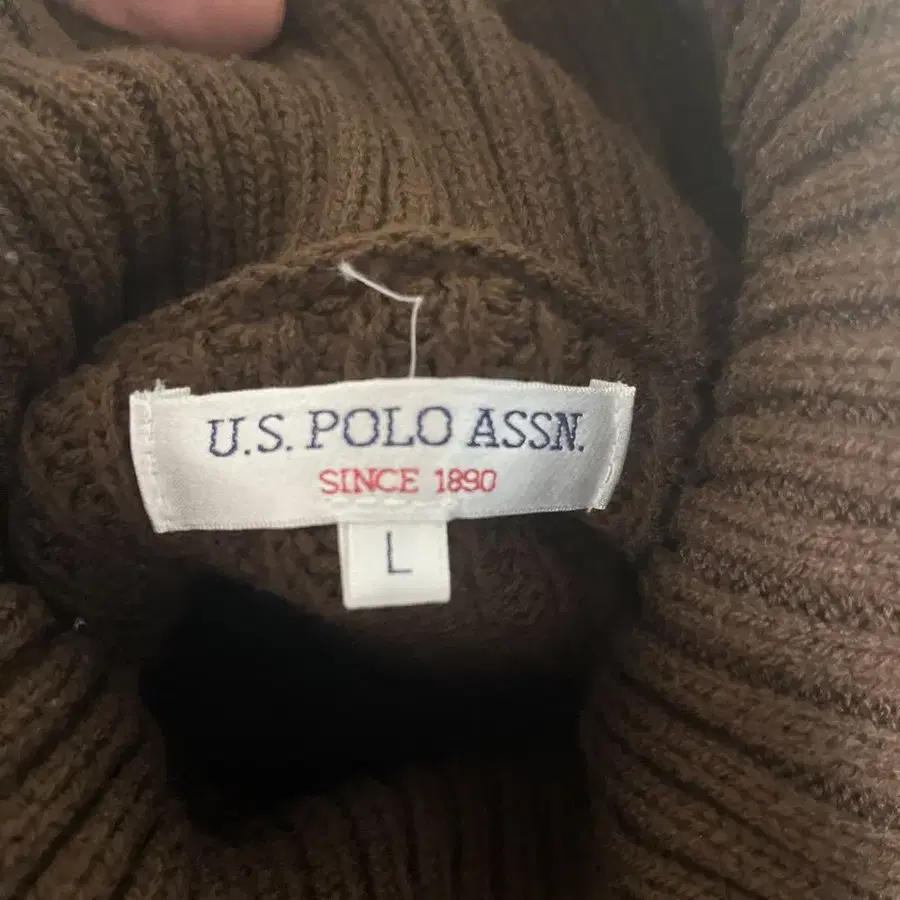 U.S. POLO ASSN.
SINCE 1890
L